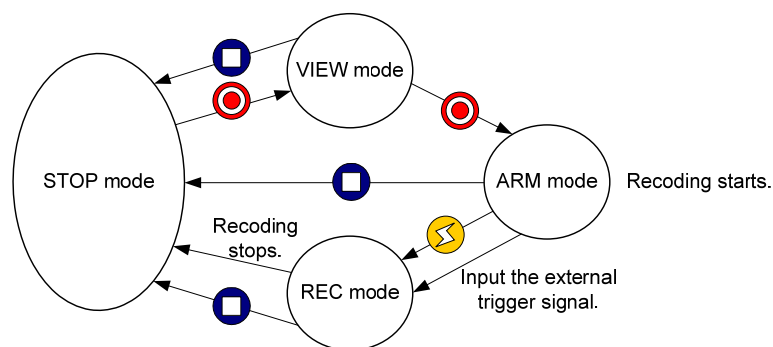 VIEW mode
STOP mode
ARM mode
Recoding starts.
Recoding
stops.
REC mode
Input the external
trigger signal.